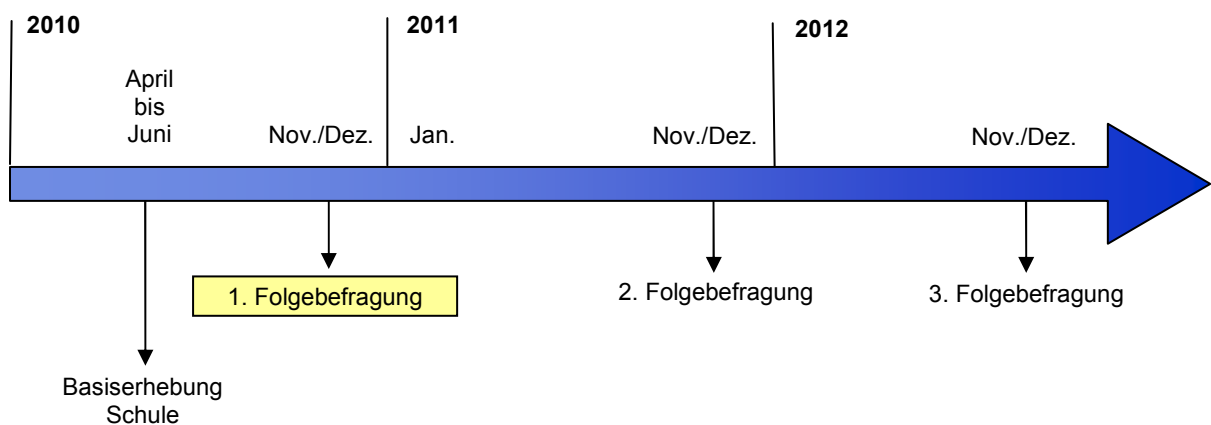 2010
2011
2012
April
bis
Juni
Nov./Dez.
Jan.
Nov./Dez.
Nov./Dez.
1. Folgebefragung
2. Folgebefragung
3. Folgebefragung
Basiserhebung
Schule